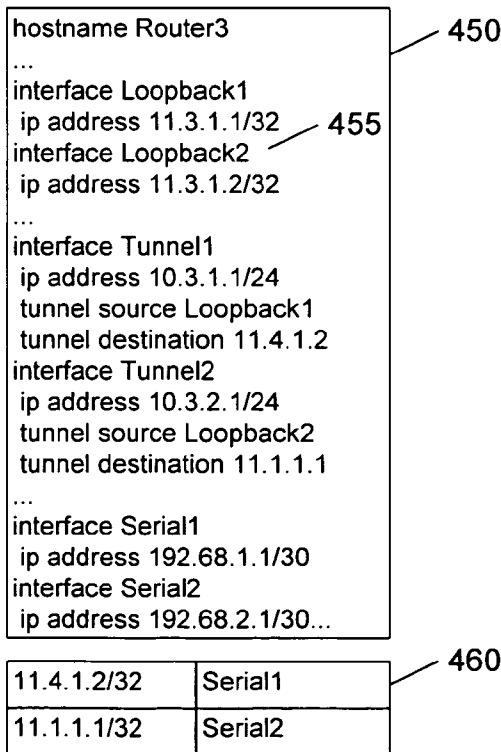 hostname Router3
450
...
interface Loopback1
ip address 11.3.1.1/32
455
interface Loopback2
ip address 11.3.1.2/32
...
interface Tunnel1
ip address 10.3.1.1/24
tunnel source Loopback1
tunnel destination 11.4.1.2
interface Tunnel2
ip address 10.3.2.1/24
tunnel source Loopback2
tunnel destination 11.1.1.1
...
interface Serial1
ip address 192.68.1.1/30
interface Serial2
ip address 192.68.2.1/30...
460
11.4.1.2/32 Serial1
11.1.1.1/32 Serial2